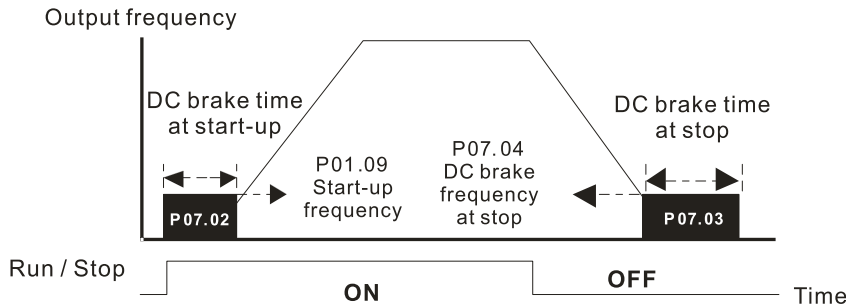 Output frequency
DC brake time
at start-up
DC brake time
at stop
P01.09
Start-up
frequency
P07.04
DC brake
frequency
at stop
P07.02
P07.03
Run / Stop
ON
OFF
Time